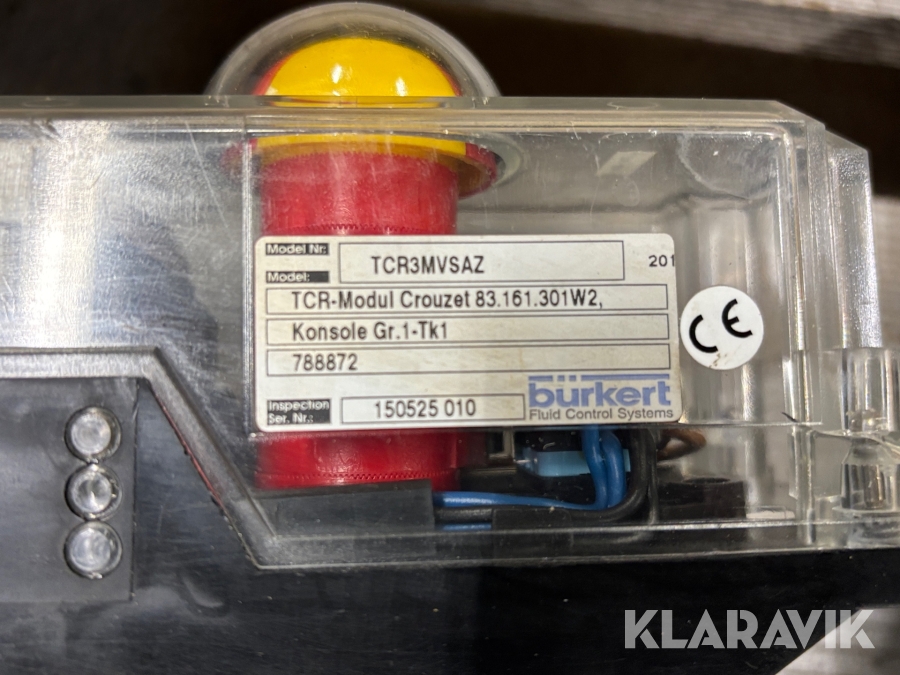 Model Nr:
TCR3MVSAZ
201
Model:
TCR-Modul Crouzet 83.161.301W2,
Konsole Gr.1-Tk1
788872
bürkert
Fluid Control Systems
Inspection
Ser. Nr.:
150525 010
CE
KLARAVIK